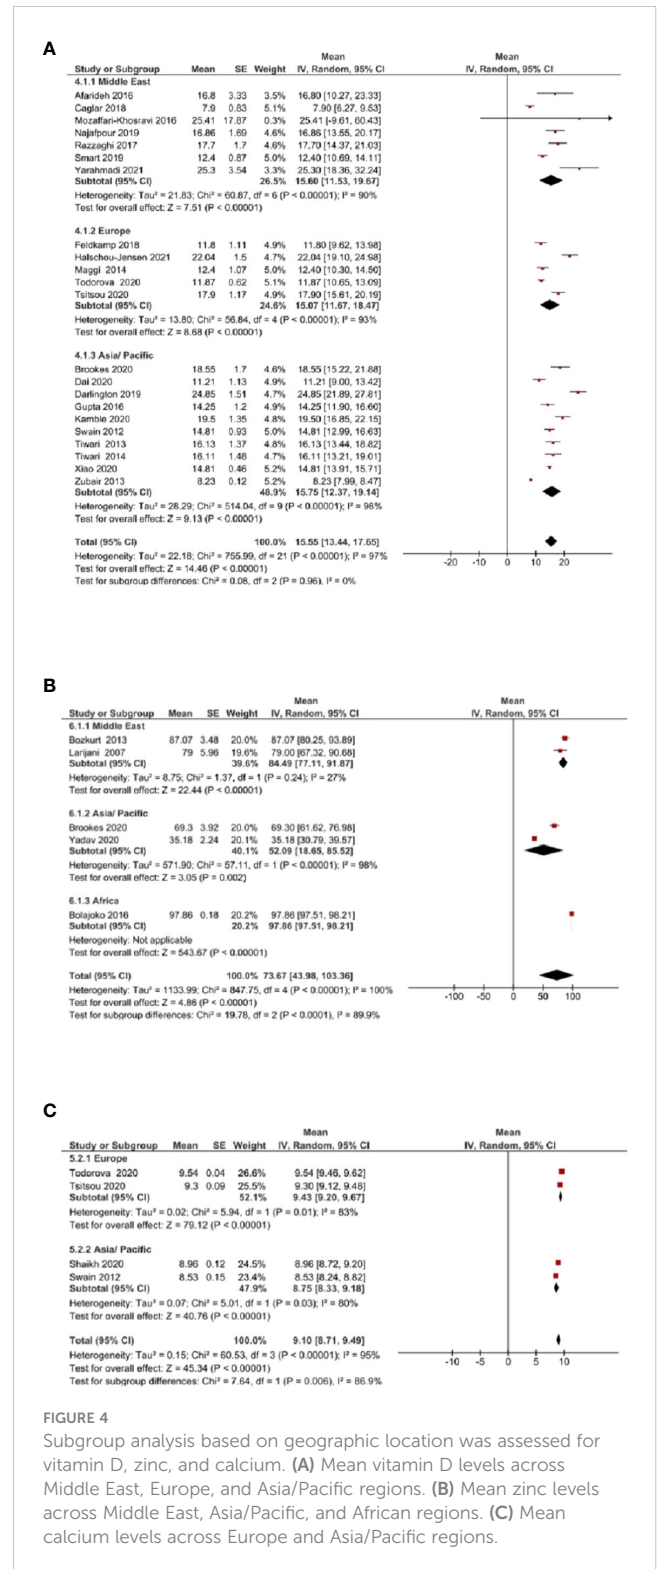 A
Mean Mean
Study or Subgroup Mean SE Weight IV, Random, 95% CI IV, Random, 95% CI
4.1.1 Middle East
Afarideh 2016 16.8 3.33 3.5% 16.80 [10.27, 23.33]
Caglar 2018 7.9 0.83 5.1% 7.90 [6.27, 9.53]
Mozaffari-Khosravi 2016 25.41 17.87 0.3% 25.41 [-9.61, 60.43]
Najafpour 2019 16.86 1.69 4.6% 16.86 [13.55, 20.17]
Razzaghi 2017 17.7 1.7 4.6% 17.70 [14.37, 21.03]
Smart 2019 12.4 0.87 5.0% 12.40 [10.69, 14.11]
Yarahmadi 2021 25.3 3.54 3.3% 25.30 [18.36, 32.24]
Subtotal (95% CI) 26.5% 15.60 [11.53, 19.67]
Heterogeneity: Tau² = 21.83; Chi² = 60.87, df = 6 (P < 0.00001); I² = 90%
Test for overall effect: Z = 7.51 (P < 0.00001)
4.1.2 Europe
Feldkamp 2018 11.8 1.11 4.9% 11.80 [9.62, 13.98]
Halschou-Jensen 2021 22.04 1.5 4.7% 22.04 [19.10, 24.98]
Maggi 2014 12.4 1.07 4.9% 12.40 [10.30, 14.50]
Todorova 2020 11.87 0.62 5.1% 11.87 [10.65, 13.09]
Tsitsou 2020 17.9 1.17 4.9% 17.90 [15.61, 20.19]
Subtotal (95% CI) 24.6% 15.07 [11.67, 18.47]
Heterogeneity: Tau² = 13.80; Chi² = 56.84, df = 4 (P < 0.00001); I² = 93%
Test for overall effect: Z = 8.68 (P < 0.00001)
4.1.3 Asia/ Pacific
Brookes 2020 18.55 1.7 4.6% 18.55 [15.22, 21.88]
Dai 2020 11.21 1.13 4.9% 11.21 [9.00, 13.42]
Darlington 2019 24.85 1.51 4.7% 24.85 [21.89, 27.81]
Gupta 2016 14.25 1.2 4.9% 14.25 [11.90, 16.60]
Kamble 2020 19.5 1.35 4.8% 19.50 [16.85, 22.15]
Swain 2012 14.81 0.93 5.0% 14.81 [12.99, 16.63]
Tiwari 2013 16.13 1.37 4.8% 16.13 [13.44, 18.82]
Tiwari 2014 16.11 1.48 4.7% 16.11 [13.21, 19.01]
Xiao 2020 14.81 0.46 5.2% 14.81 [13.91, 15.71]
Zubair 2013 8.23 0.12 5.2% 8.23 [7.99, 8.47]
Subtotal (95% CI) 48.9% 15.75 [12.37, 19.14]
Heterogeneity: Tau² = 28.29; Chi² = 514.04, df = 9 (P < 0.00001); I² = 98%
Test for overall effect: Z = 9.13 (P < 0.00001)
Total (95% CI) 100.0% 15.55 [13.44, 17.65]
Heterogeneity: Tau² = 22.18; Chi² = 755.99, df = 21 (P < 0.00001); I² = 97%
Test for overall effect: Z = 14.46 (P < 0.00001)
Test for subgroup differences: Chi² = 0.08, df = 2 (P = 0.96), I² = 0%
-20 -10 0 10 20
B
Mean Mean
Study or Subgroup Mean SE Weight IV, Random, 95% CI IV, Random, 95% CI
6.1.1 Middle East
Bozkurt 2013 87.07 3.48 20.0% 87.07 [80.25, 93.89]
Larijani 2007 79 5.96 19.6% 79.00 [67.32, 90.68]
Subtotal (95% CI) 39.6% 84.49 [77.11, 91.87]
Heterogeneity: Tau² = 8.75; Chi² = 1.37, df = 1 (P = 0.24); I² = 27%
Test for overall effect: Z = 22.44 (P < 0.00001)
6.1.2 Asia/ Pacific
Brookes 2020 69.3 3.92 20.0% 69.30 [61.62, 76.98]
Yadav 2020 35.18 2.24 20.1% 35.18 [30.79, 39.57]
Subtotal (95% CI) 40.1% 52.09 [18.65, 85.52]
Heterogeneity: Tau² = 571.90; Chi² = 57.11, df = 1 (P < 0.00001); I² = 98%
Test for overall effect: Z = 3.05 (P = 0.002)
6.1.3 Africa
Bolajoko 2016 97.86 0.18 20.2% 97.86 [97.51, 98.21]
Subtotal (95% CI) 20.2% 97.86 [97.51, 98.21]
Heterogeneity: Not applicable
Test for overall effect: Z = 543.67 (P < 0.00001)
Total (95% CI) 100.0% 73.67 [43.98, 103.36]
Heterogeneity: Tau² = 1133.99; Chi² = 847.75, df = 4 (P < 0.00001); I² = 100%
Test for overall effect: Z = 4.86 (P < 0.00001)
Test for subgroup differences: Chi² = 19.78, df = 2 (P < 0.0001), I² = 89.9%
-100 -50 0 50 100
C
Mean Mean
Study or Subgroup Mean SE Weight IV, Random, 95% CI IV, Random, 95% CI
5.2.1 Europe
Todorova 2020 9.54 0.04 26.6% 9.54 [9.46, 9.62]
Tsitsou 2020 9.3 0.09 25.5% 9.30 [9.12, 9.48]
Subtotal (95% CI) 52.1% 9.43 [9.20, 9.67]
Heterogeneity: Tau² = 0.02; Chi² = 5.94, df = 1 (P = 0.01); I² = 83%
Test for overall effect: Z = 79.12 (P < 0.00001)
5.2.2 Asia/ Pacific
Shaikh 2020 8.96 0.12 24.5% 8.96 [8.72, 9.20]
Swain 2012 8.53 0.15 23.4% 8.53 [8.24, 8.82]
Subtotal (95% CI) 47.9% 8.75 [8.33, 9.18]
Heterogeneity: Tau² = 0.07; Chi² = 5.01, df = 1 (P = 0.03); I² = 80%
Test for overall effect: Z = 40.76 (P < 0.00001)
Total (95% CI) 100.0% 9.10 [8.71, 9.49]
Heterogeneity: Tau² = 0.15; Chi² = 60.53, df = 3 (P < 0.00001); I² = 95%
Test for overall effect: Z = 45.34 (P < 0.00001)
Test for subgroup differences: Chi² = 7.64, df = 1 (P = 0.006), I² = 86.9%
-10 -5 0 5 10
FIGURE 4
Subgroup analysis based on geographic location was assessed for
vitamin D, zinc, and calcium. (A) Mean vitamin D levels across
Middle East, Europe, and Asia/Pacific regions. (B) Mean zinc levels
across Middle East, Asia/Pacific, and African regions. (C) Mean
calcium levels across Europe and Asia/Pacific regions.